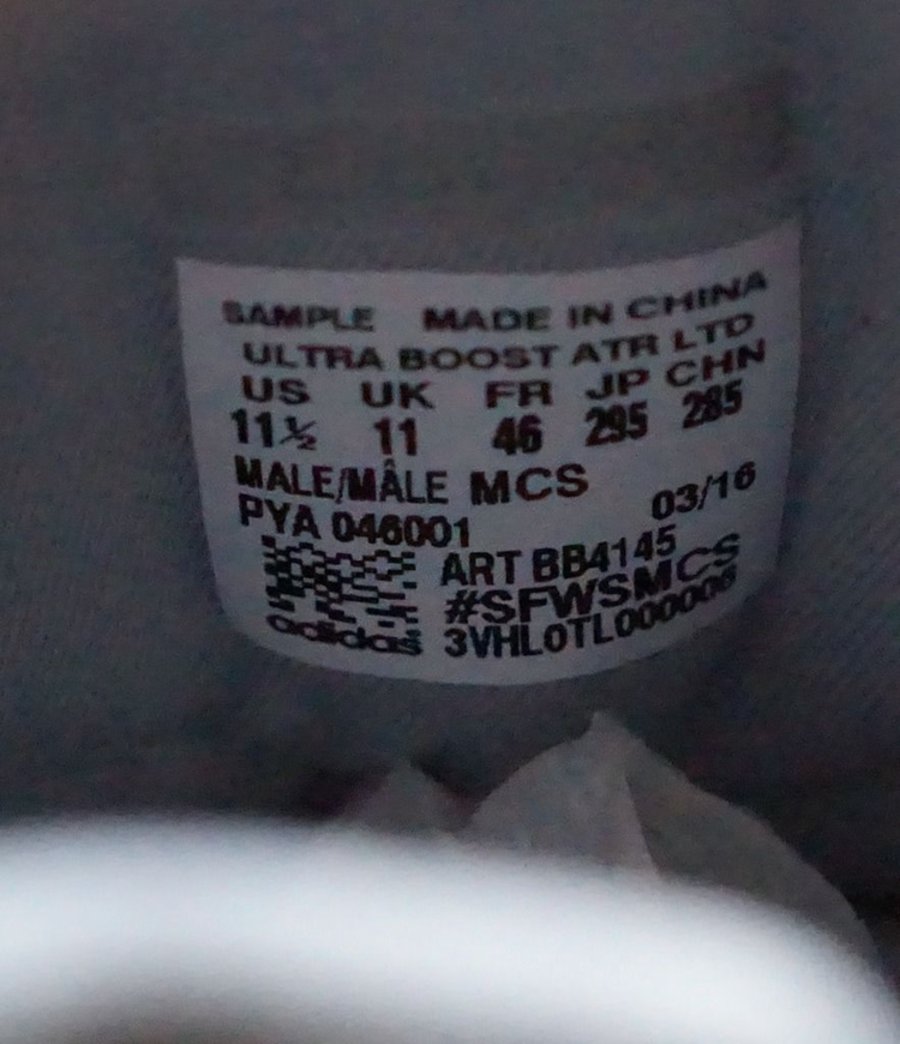 SAMPLE MADE IN CHINA
ULTRA BOOST ATR LTD
US UK FR JP CHN
11½ 11 46 295 285
MALE/MÂLE MCS
PYA 046001 03/16
ART BB4145
#SFWSMCS
adidas 3VHL0TL000006